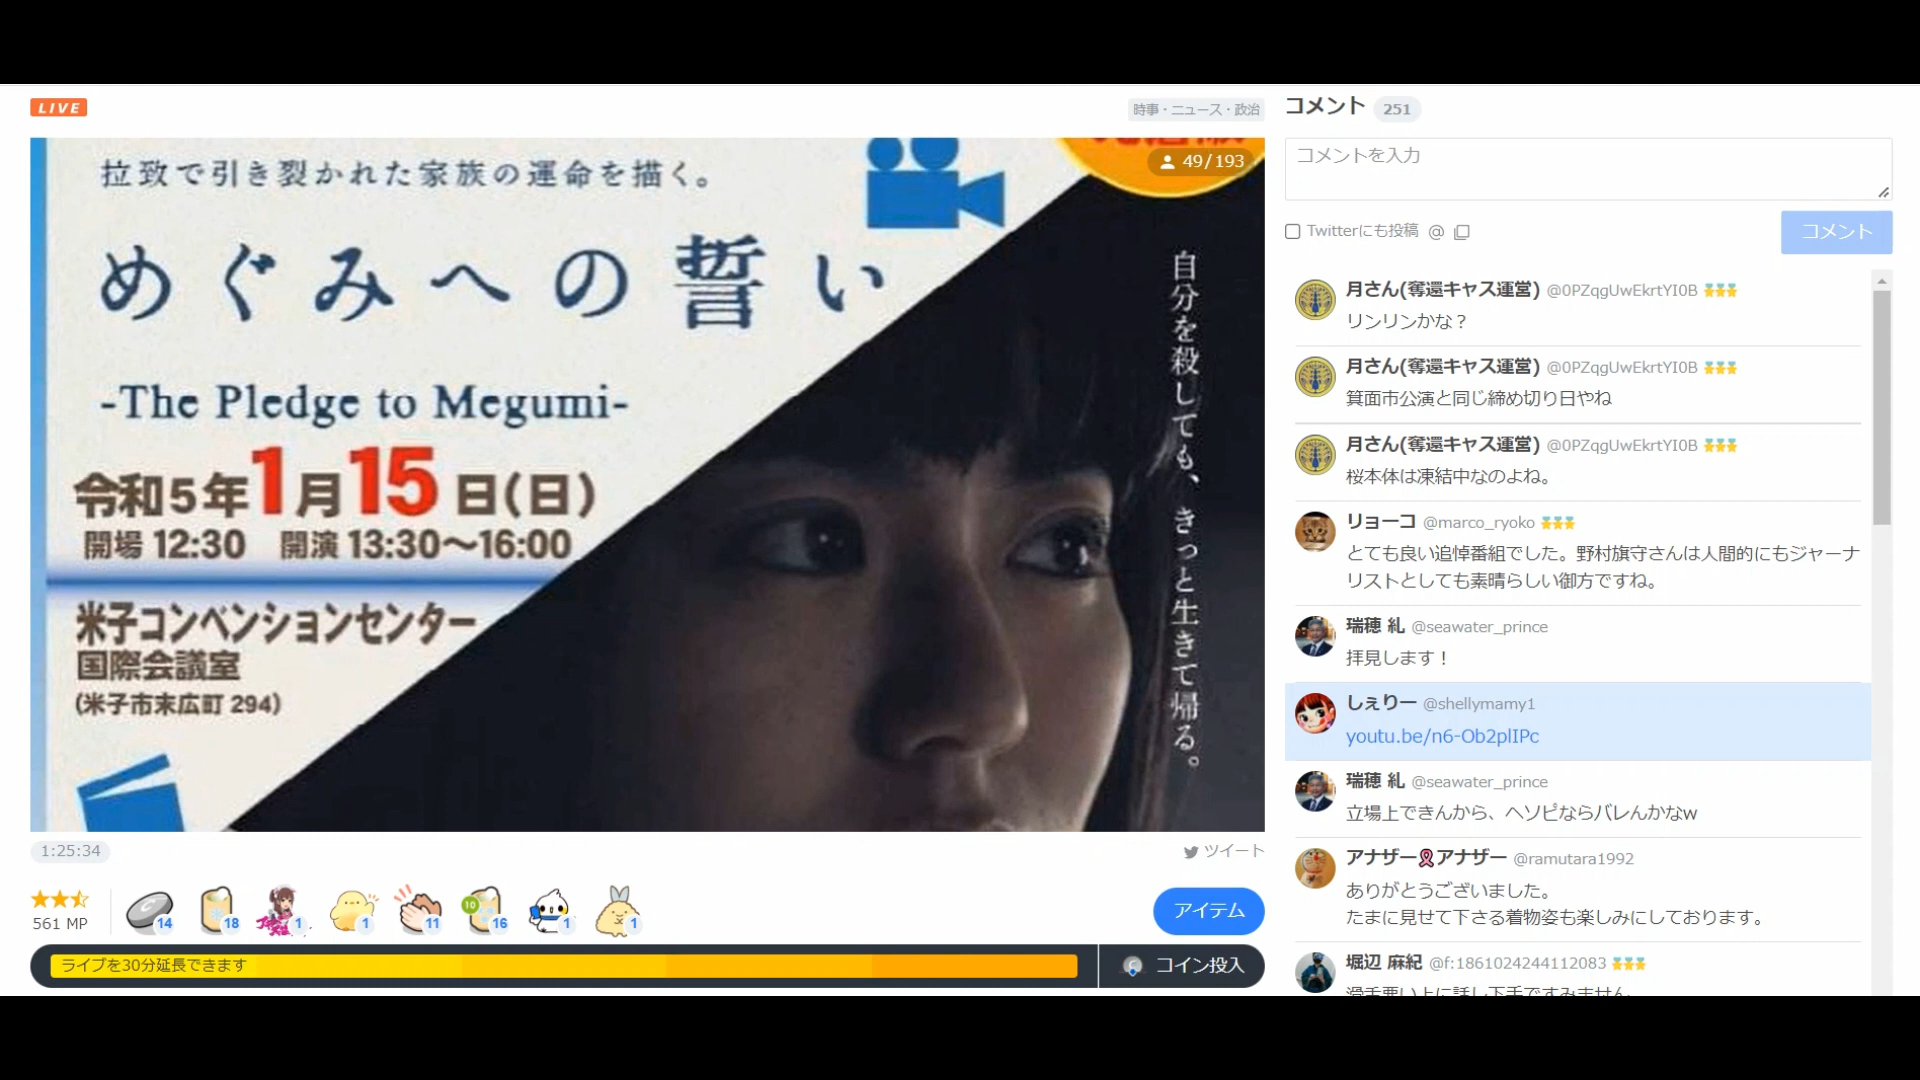 LIVE
時事・ニュース・政治
49/193
拉致で引き裂かれた家族の運命を描く。
めぐみへの誓い
-The Pledge to Megumi-
令和5年1月15日(日)
開場 12:30 開演 13:30〜16:00
米子コンベンションセンター
国際会議室
(米子市末広町 294)
自分を殺しても、きっと生きて帰る。
1:25:34
ツイート
561 MP
14
18
1
1
11
10
16
1
1
アイテム
ライブを30分延長できます
コイン投入
コメント 251
コメントを入力
Twitterにも投稿 @
コメント
月さん(奪還キャス運営) @0PZqgUwEkrtYI0B
リンリンかな？
月さん(奪還キャス運営) @0PZqgUwEkrtYI0B
箕面市公演と同じ締め切り日やね
月さん(奪還キャス運営) @0PZqgUwEkrtYI0B
桜本体は凍結中なのよね。
リョーコ @marco_ryoko
とても良い追悼番組でした。野村旗守さんは人間的にもジャーナ
リストとしても素晴らしい御方ですね。
瑞穂 糺 @seawater_prince
拝見します！
しぇりー @shellymamy1
youtu.be/n6-Ob2plIPc
瑞穂 糺 @seawater_prince
立場上できんから、ヘソピならバレんかなw
アナザー🎗アナザー @ramutara1992
ありがとうございました。
たまに見せて下さる着物姿も楽しみにしております。
堀辺 麻紀 @f:1861024244112083
滑手悪い上に話し下手ですみません